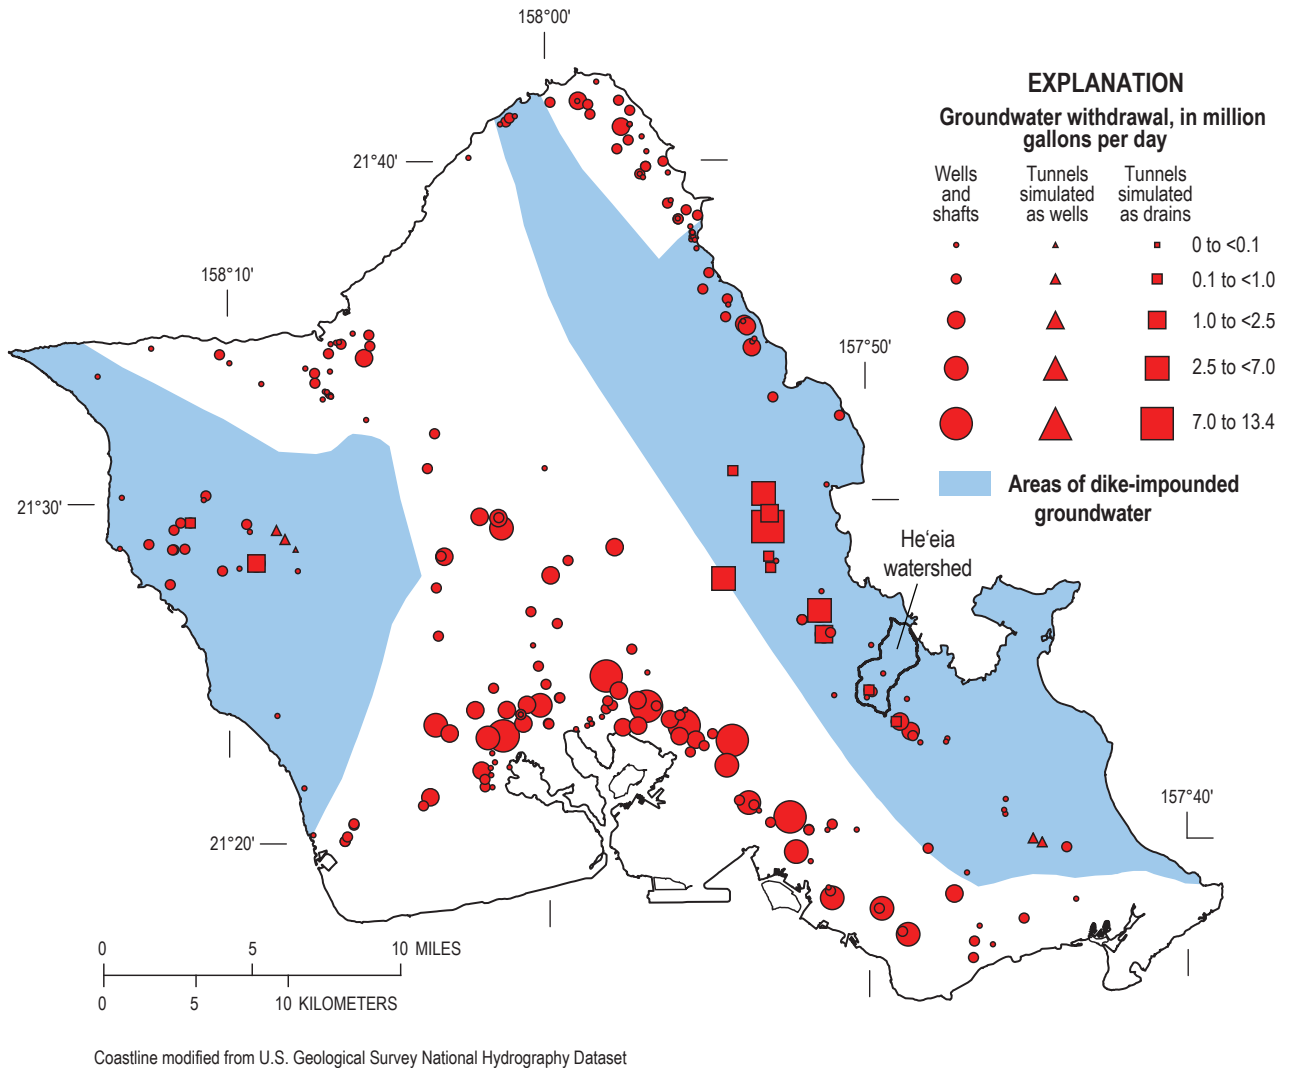 158°00'
EXPLANATION
Groundwater withdrawal, in million
gallons per day
Wells
and
shafts
Tunnels
simulated
as wells
Tunnels
simulated
as drains
0 to <0.1
0.1 to <1.0
1.0 to <2.5
2.5 to <7.0
7.0 to 13.4
Areas of dike-impounded
groundwater
21°40'
158°10'
157°50'
21°30'
Heʻeia
watershed
157°40'
21°20'
0 5 10 MILES
0 5 10 KILOMETERS
Coastline modified from U.S. Geological Survey National Hydrography Dataset